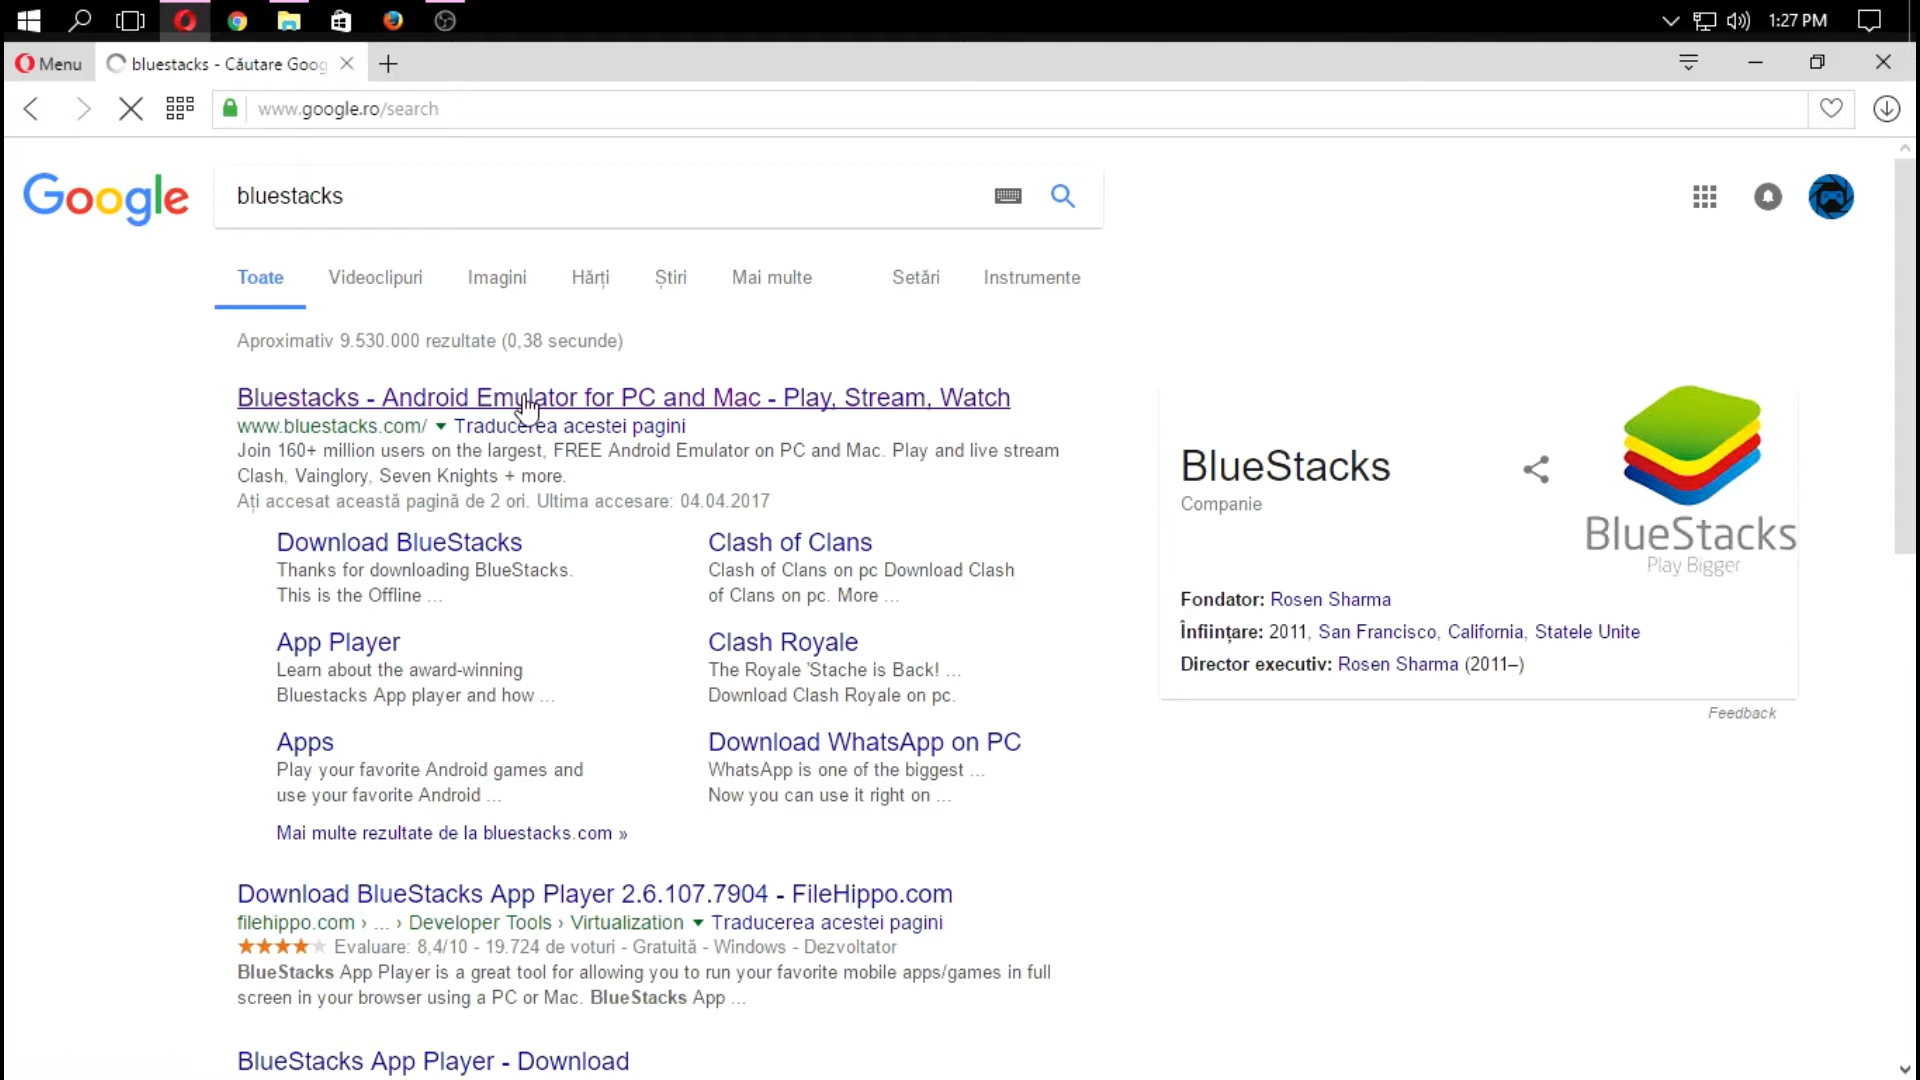 1:27 PM
Menu
bluestacks - Căutare Goog
www.google.ro/search
Google
bluestacks
Toate Videoclipuri Imagini Hărți Știri Mai multe Setări Instrumente
Aproximativ 9.530.000 rezultate (0,38 secunde)
Bluestacks - Android Emulator for PC and Mac - Play, Stream, Watch
www.bluestacks.com/ Traducerea acestei pagini
Join 160+ million users on the largest, FREE Android Emulator on PC and Mac. Play and live stream
Clash, Vainglory, Seven Knights + more.
Ați accesat această pagină de 2 ori. Ultima accesare: 04.04.2017
Download BlueStacks
Thanks for downloading BlueStacks.
This is the Offline ...
Clash of Clans
Clash of Clans on pc Download Clash
of Clans on pc. More ...
App Player
Learn about the award-winning
Bluestacks App player and how ...
Clash Royale
The Royale 'Stache is Back! ...
Download Clash Royale on pc.
Apps
Play your favorite Android games and
use your favorite Android ...
Download WhatsApp on PC
WhatsApp is one of the biggest ...
Now you can use it right on ...
Mai multe rezultate de la bluestacks.com »
Download BlueStacks App Player 2.6.107.7904 - FileHippo.com
filehippo.com › ... › Developer Tools › Virtualization Traducerea acestei pagini
Evaluare: 8,4/10 - 19.724 de voturi - Gratuită - Windows - Dezvoltator
BlueStacks App Player is a great tool for allowing you to run your favorite mobile apps/games in full
screen in your browser using a PC or Mac. BlueStacks App ...
BlueStacks App Player - Download
BlueStacks
Companie
BlueStacks
Play Bigger
Fondator: Rosen Sharma
Înființare: 2011, San Francisco, California, Statele Unite
Director executiv: Rosen Sharma (2011–)
Feedback